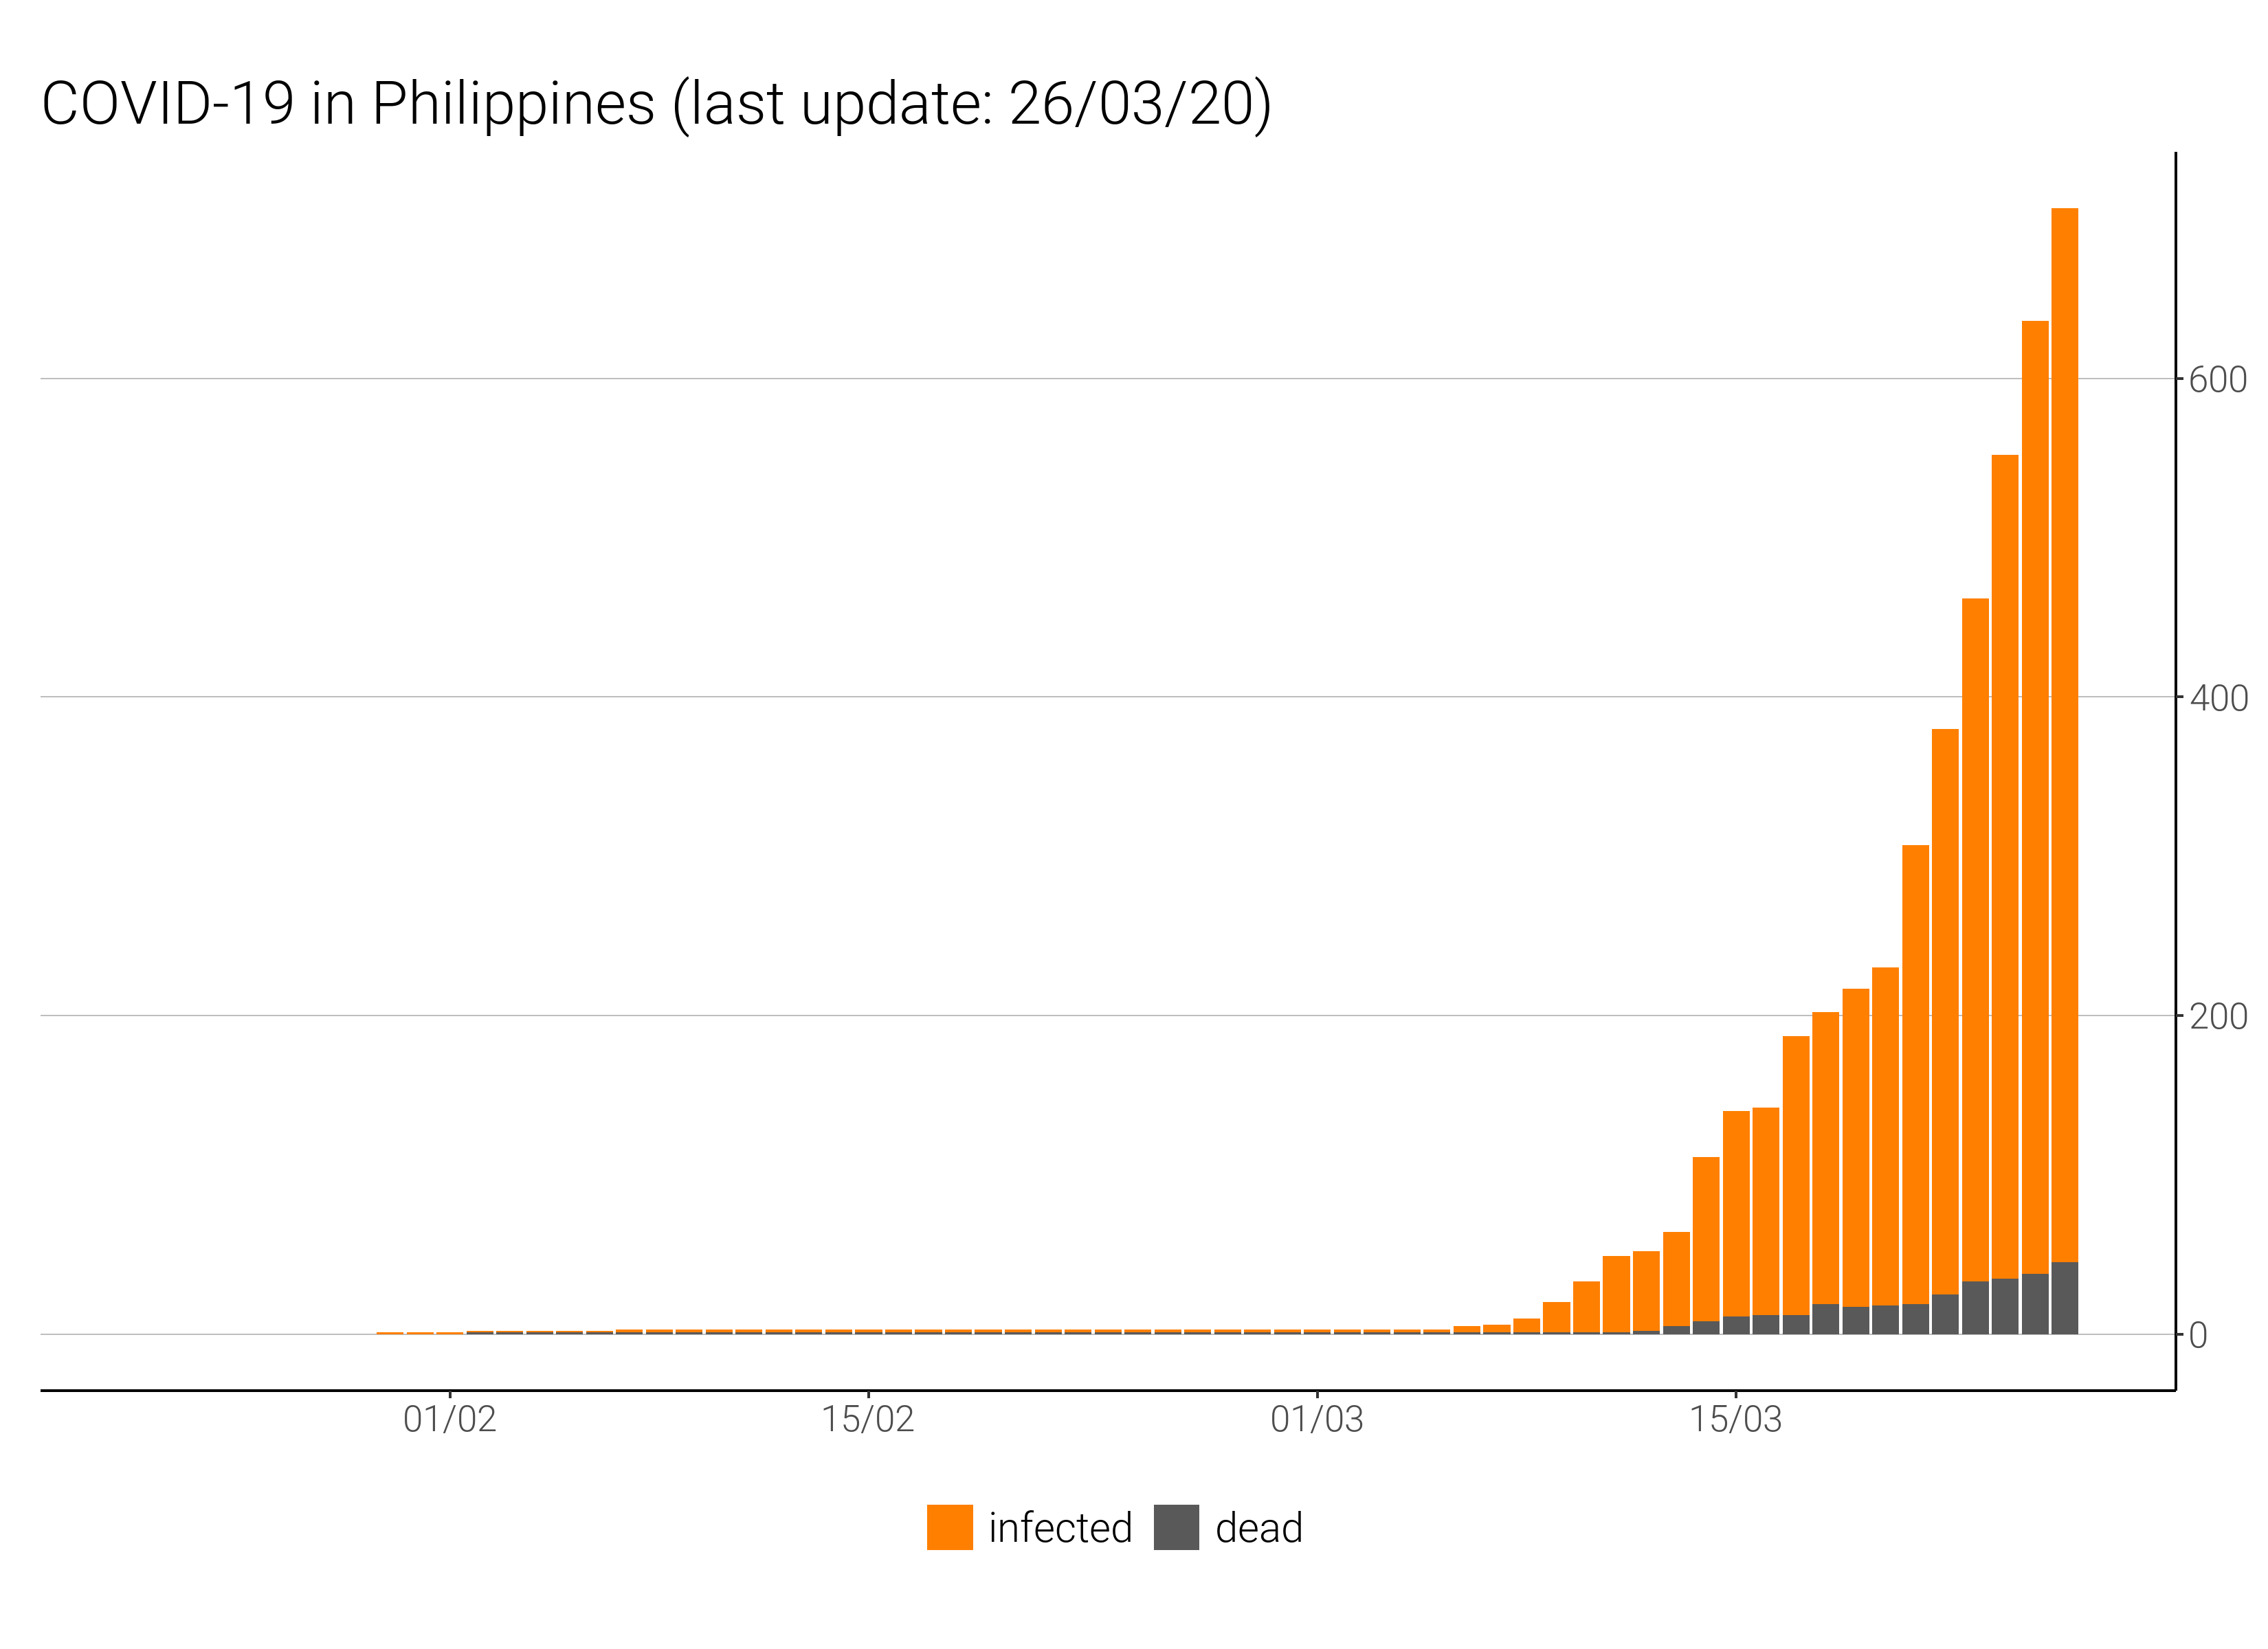 COVID-19 in Philippines (last update: 26/03/20)
600
400
200
0
01/02 15/02 01/03 15/03
infected dead